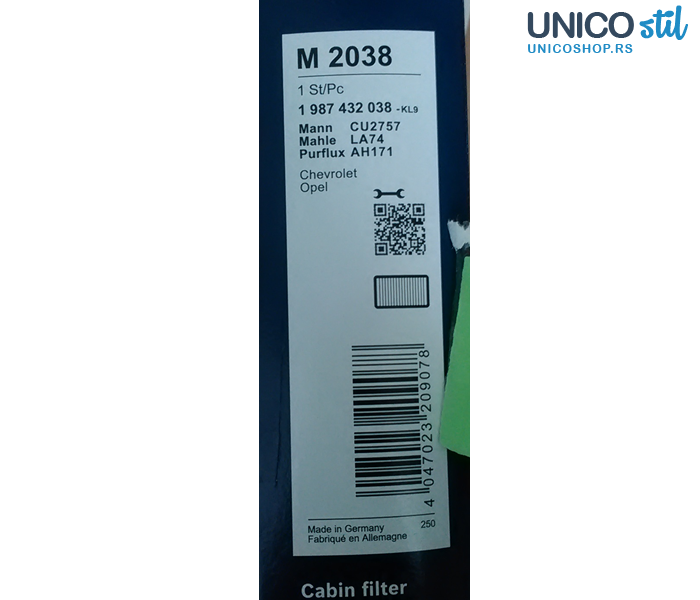 UNICO stil
UNICOSHOP.RS
M 2038
1 St/Pc
1 987 432 038 -KL9
Mann CU2757
Mahle LA74
Purflux AH171
Chevrolet
Opel
4 047023 209078
Made in Germany 250
Fabriqué en Allemagne
Cabin filter